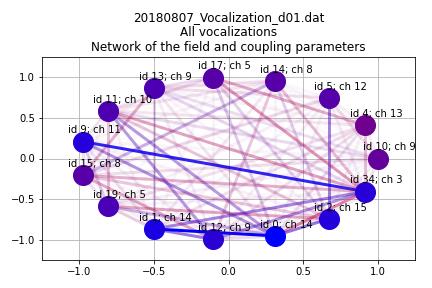 20180807_Vocalization_d01.dat
All vocalizations
Network of the field and coupling parameters
id 17; ch 5
id 14; ch 8
id 13; ch 9
id 5; ch 12
id 11; ch 10
id 4; ch 13
id 9; ch 11
id 10; ch 9
id 15; ch 8
id 34; ch 3
id 19; ch 5
id 2; ch 15
id 1; ch 14
id 12; ch 9
id 0; ch 14
1.0
0.5
0.0
−0.5
−1.0
−1.0
−0.5
0.0
0.5
1.0